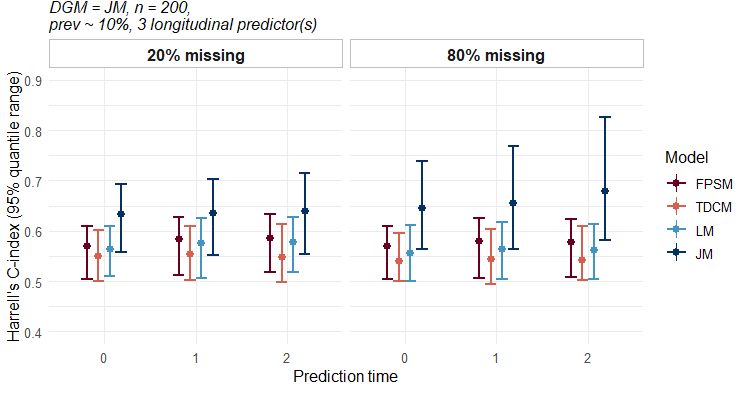 DGM = JM, n = 200,
prev ~ 10%, 3 longitudinal predictor(s)
20% missing
80% missing
Harrell's C-index (95% quantile range)
0.9
0.8
0.7
0.6
0.5
0.4
0
1
2
0
1
2
Prediction time
Model
FPSM
TDCM
LM
JM